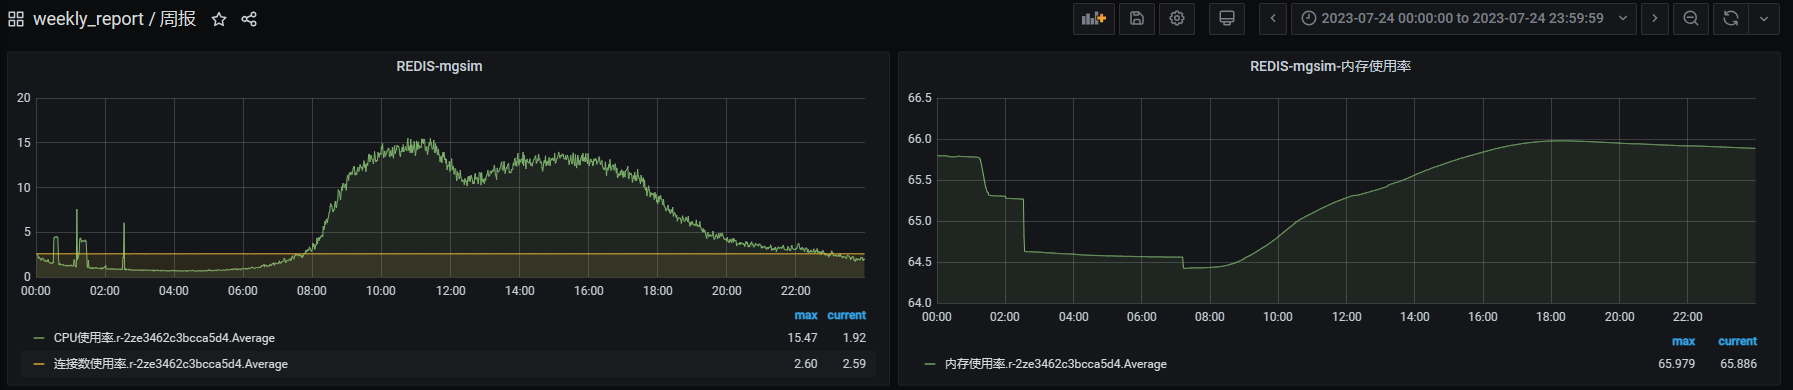 weekly_report / 周报
2023-07-24 00:00:00 to 2023-07-24 23:59:59
REDIS-mgsim
20
15
10
5
0
00:00 02:00 04:00 06:00 08:00 10:00 12:00 14:00 16:00 18:00 20:00 22:00
max current
CPU使用率.r-2ze3462c3bcca5d4.Average 15.47 1.92
连接数使用率.r-2ze3462c3bcca5d4.Average 2.60 2.59
REDIS-mgsim-内存使用率
66.5
66.0
65.5
65.0
64.5
64.0
00:00 02:00 04:00 06:00 08:00 10:00 12:00 14:00 16:00 18:00 20:00 22:00
max current
内存使用率.r-2ze3462c3bcca5d4.Average 65.979 65.886